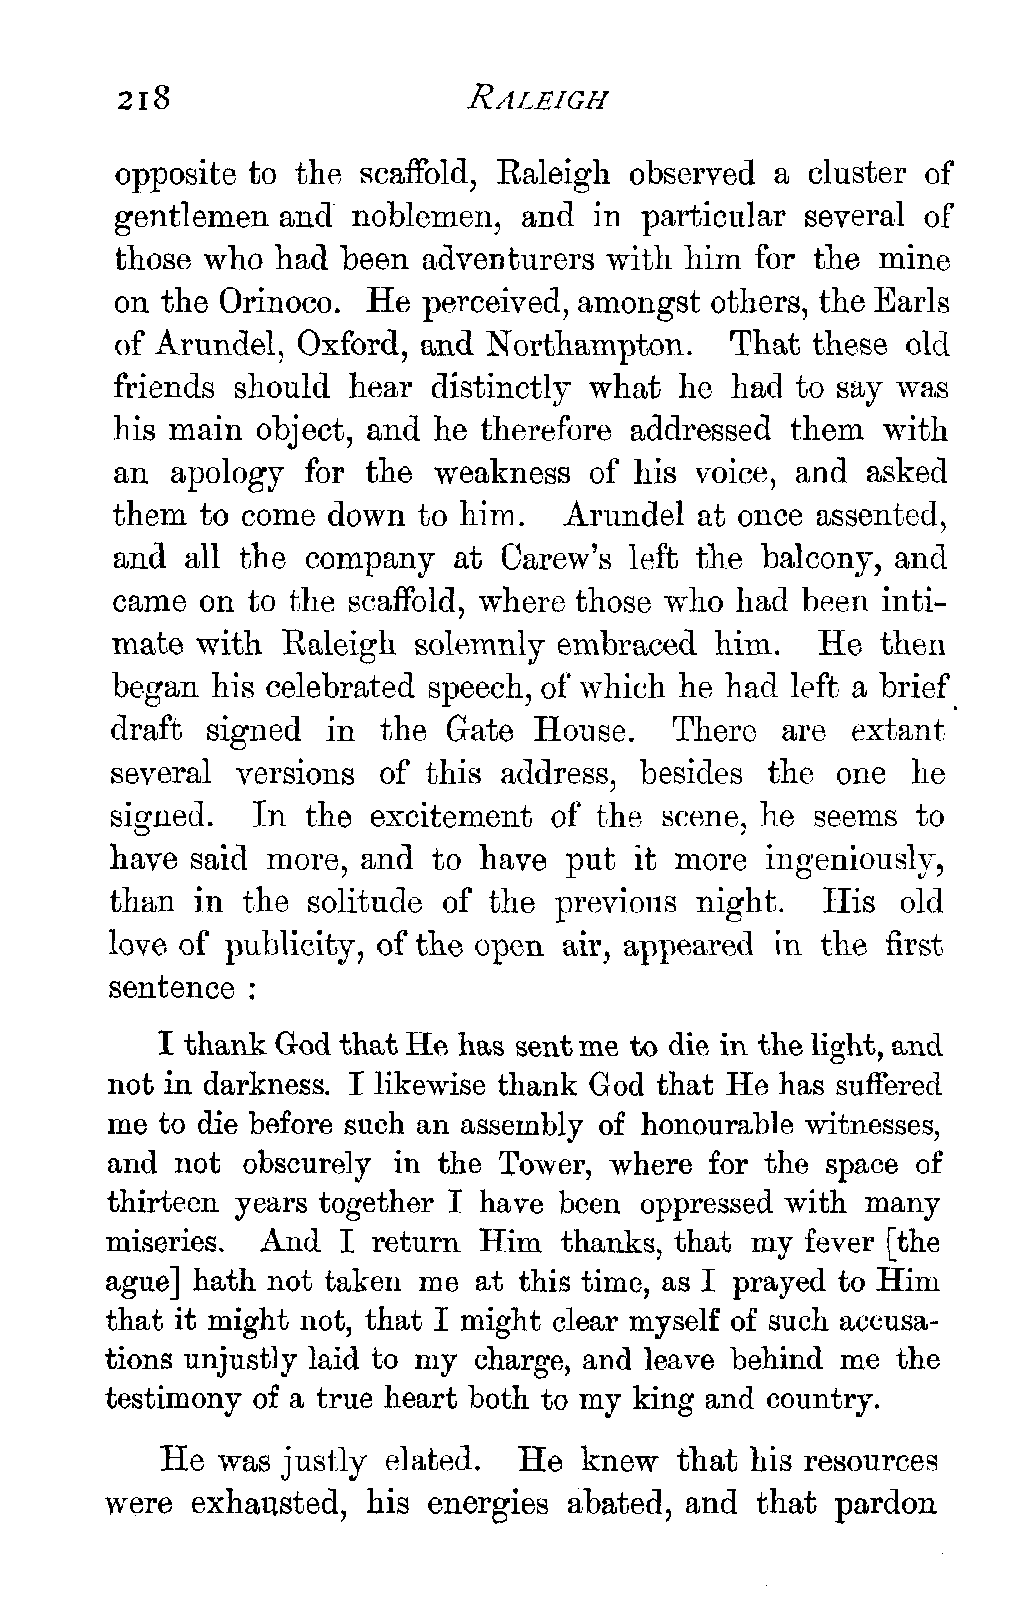 218 RALEIGH
opposite to the scaffold, Raleigh observed a cluster of
gentlemen and noblemen, and in particular several of
those who had been adventurers with him for the mine
on the Orinoco. He perceived, amongst others, the Earls
of Arundel, Oxford, and Northampton. That these old
friends should hear distinctly what he had to say was
his main object, and he therefore addressed them with
an apology for the weakness of his voice, and asked
them to come down to him. Arundel at once assented,
and all the company at Carew's left the balcony, and
came on to the scaffold, where those who had been inti-
mate with Raleigh solemnly embraced him. He then
began his celebrated speech, of which he had left a brief
draft signed in the Gate House. There are extant
several versions of this address, besides the one he
signed. In the excitement of the scene, he seems to
have said more, and to have put it more ingeniously,
than in the solitude of the previous night. His old
love of publicity, of the open air, appeared in the first
sentence :
I thank God that He has sent me to die in the light, and
not in darkness. I likewise thank God that He has suffered
me to die before such an assembly of honourable witnesses,
and not obscurely in the Tower, where for the space of
thirteen years together I have been oppressed with many
miseries. And I return Him thanks, that my fever [the
ague] hath not taken me at this time, as I prayed to Him
that it might not, that I might clear myself of such accusa-
tions unjustly laid to my charge, and leave behind me the
testimony of a true heart both to my king and country.
He was justly elated. He knew that his resources
were exhausted, his energies abated, and that pardon